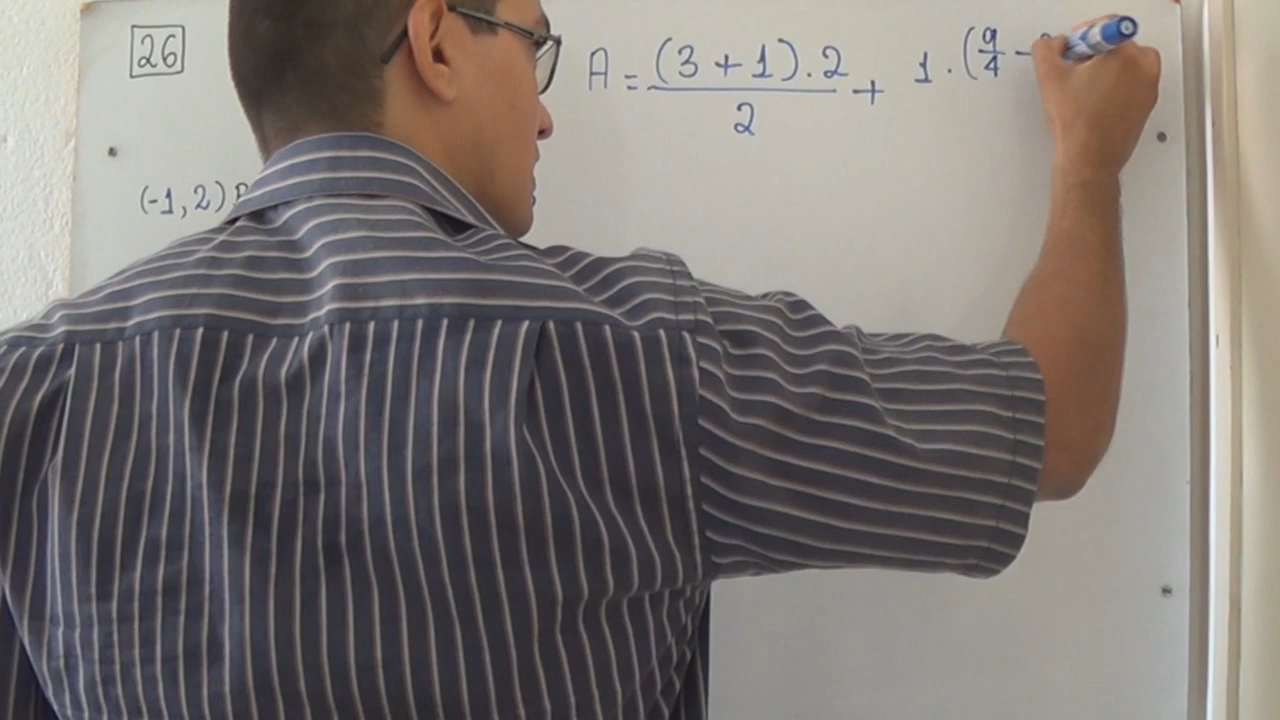 26
A = (3 + 1) . 2 / 2 + 1 . (9/4 -
(-1, 2)